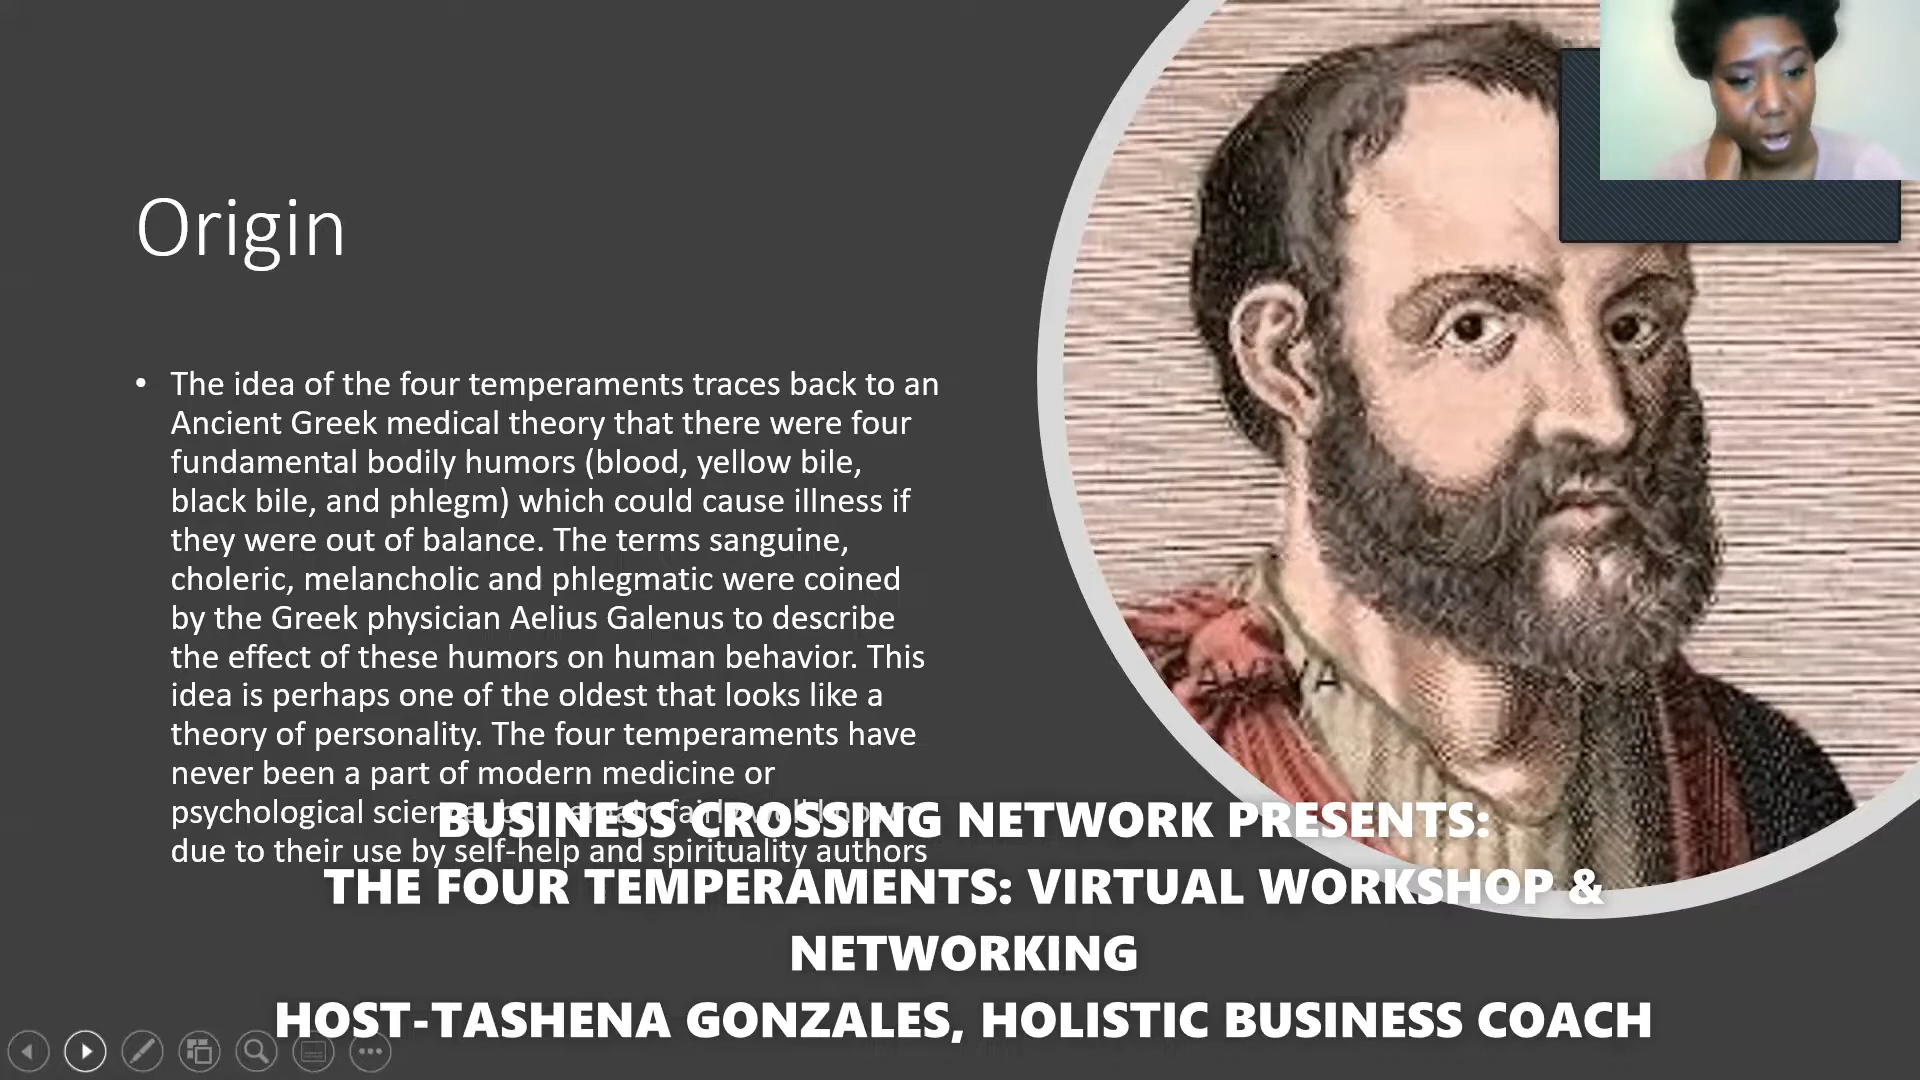 Origin
• The idea of the four temperaments traces back to an
Ancient Greek medical theory that there were four
fundamental bodily humors (blood, yellow bile,
black bile, and phlegm) which could cause illness if
they were out of balance. The terms sanguine,
choleric, melancholic and phlegmatic were coined
by the Greek physician Aelius Galenus to describe
the effect of these humors on human behavior. This
idea is perhaps one of the oldest that looks like a
theory of personality. The four temperaments have
never been a part of modern medicine or
psychological science, but remain fairly well known
due to their use by self-help and spirituality authors
BUSINESS CROSSING NETWORK PRESENTS:
THE FOUR TEMPERAMENTS: VIRTUAL WORKSHOP &
NETWORKING
HOST-TASHENA GONZALES, HOLISTIC BUSINESS COACH